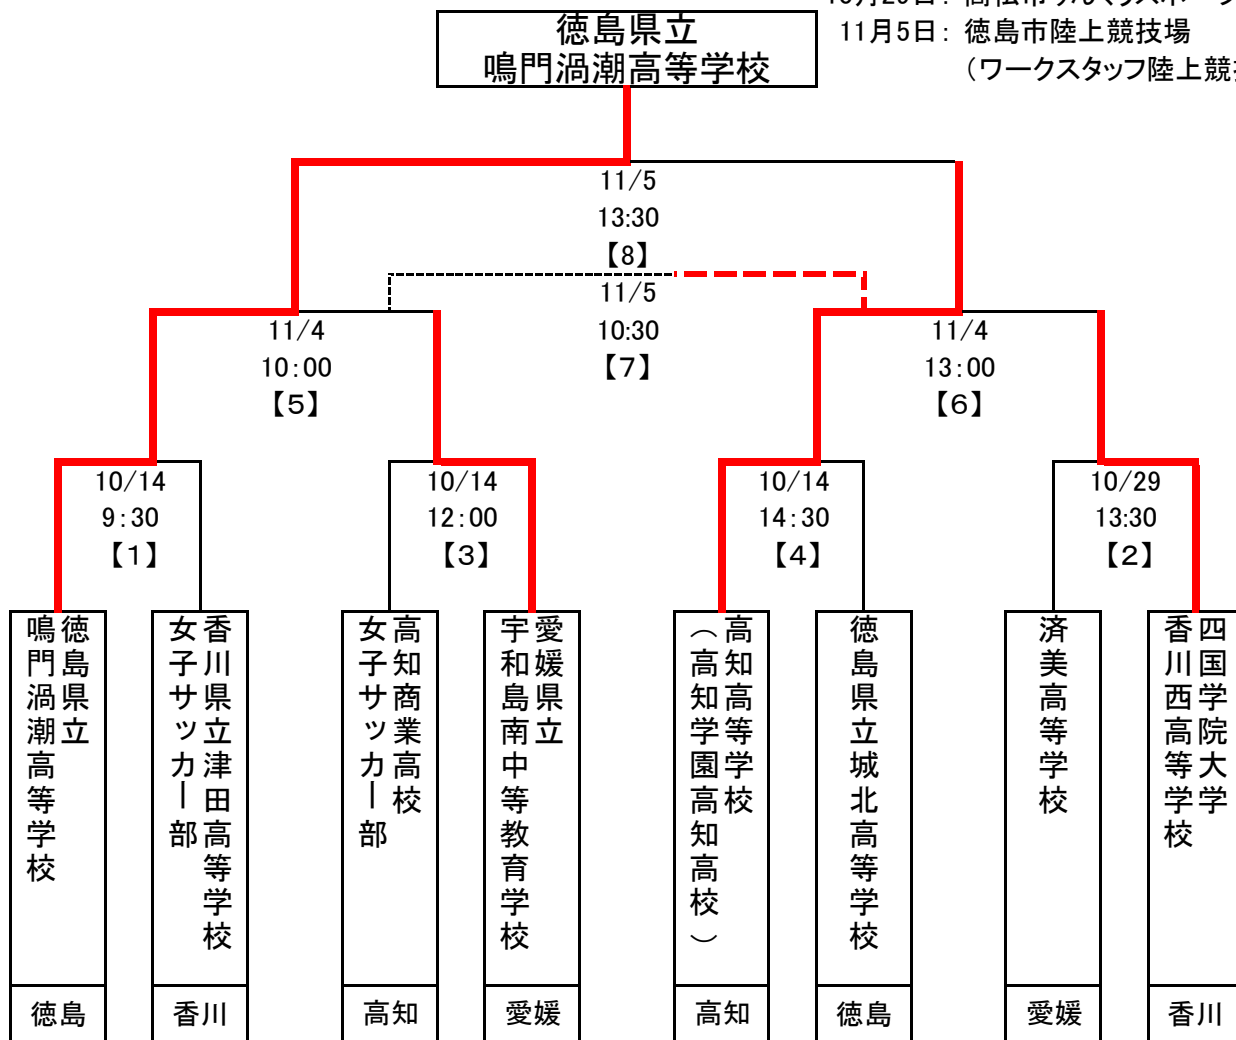 徳島県立
鳴門渦潮高等学校
11月5日: 徳島市陸上競技場
(ワークスタッフ陸上競
11/5
13:30
【8】
11/5
10:30
【7】
11/4
10:00
【5】
11/4
13:00
【6】
10/14
9:30
【1】
10/14
12:00
【3】
10/14
14:30
【4】
10/29
13:30
【2】
徳島県立
鳴門渦潮高等学校
香川県立津田高等学校
女子サッカー部
高知商業高校
女子サッカー部
愛媛県立
宇和島南中等教育学校
高知高等学校
(高知学園高知高校)
徳島県立城北高等学校
済美高等学校
四国学院大学
香川西高等学校
徳島
香川
高知
愛媛
高知
徳島
愛媛
香川